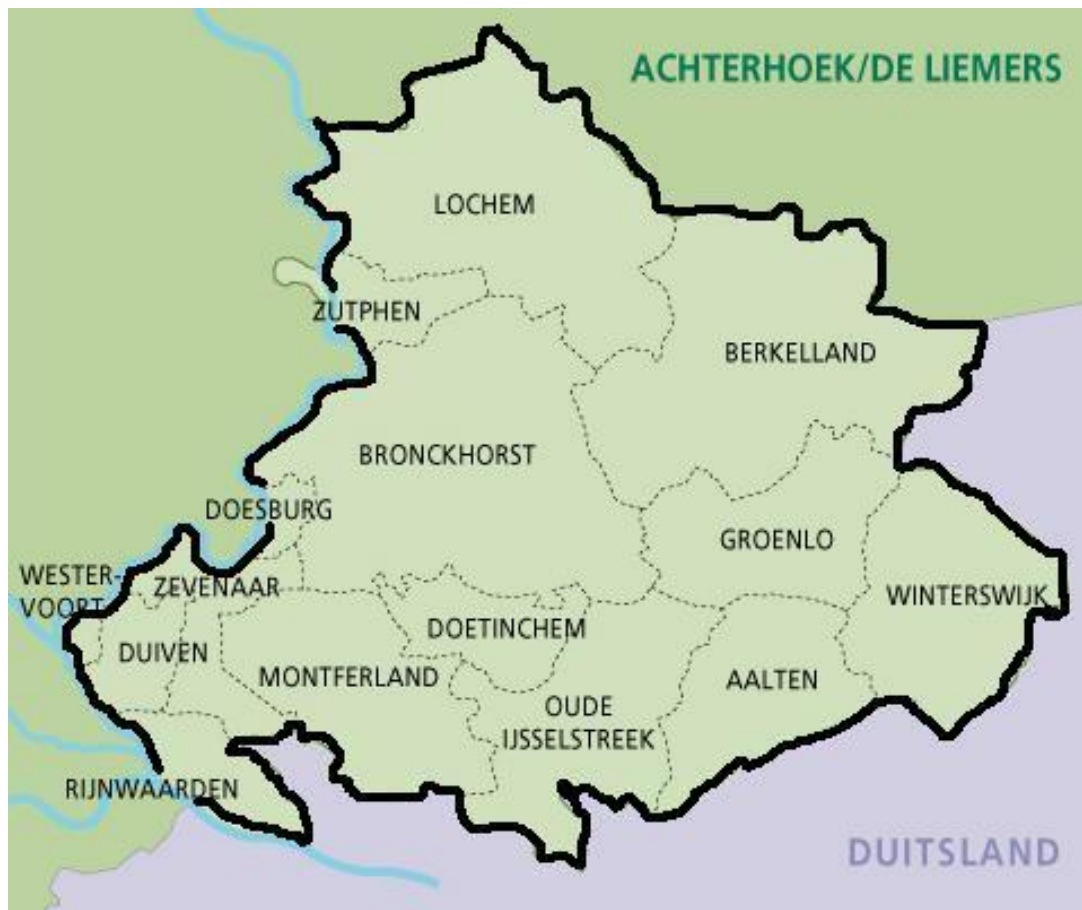 ACHTERHOEK/DE LIEMERS
LOCHEM
ZUTPHEN
BERKELLAND
BRONCKHORST
DOESBURG
GROENLO
WESTER-
VOORT
ZEVENAAR
WINTERSWIJK
DOETINCHEM
DUIVEN
MONTFERLAND
AALTEN
OUDE
IJSSELSTREEK
RIJNWAARDEN
DUITSLAND